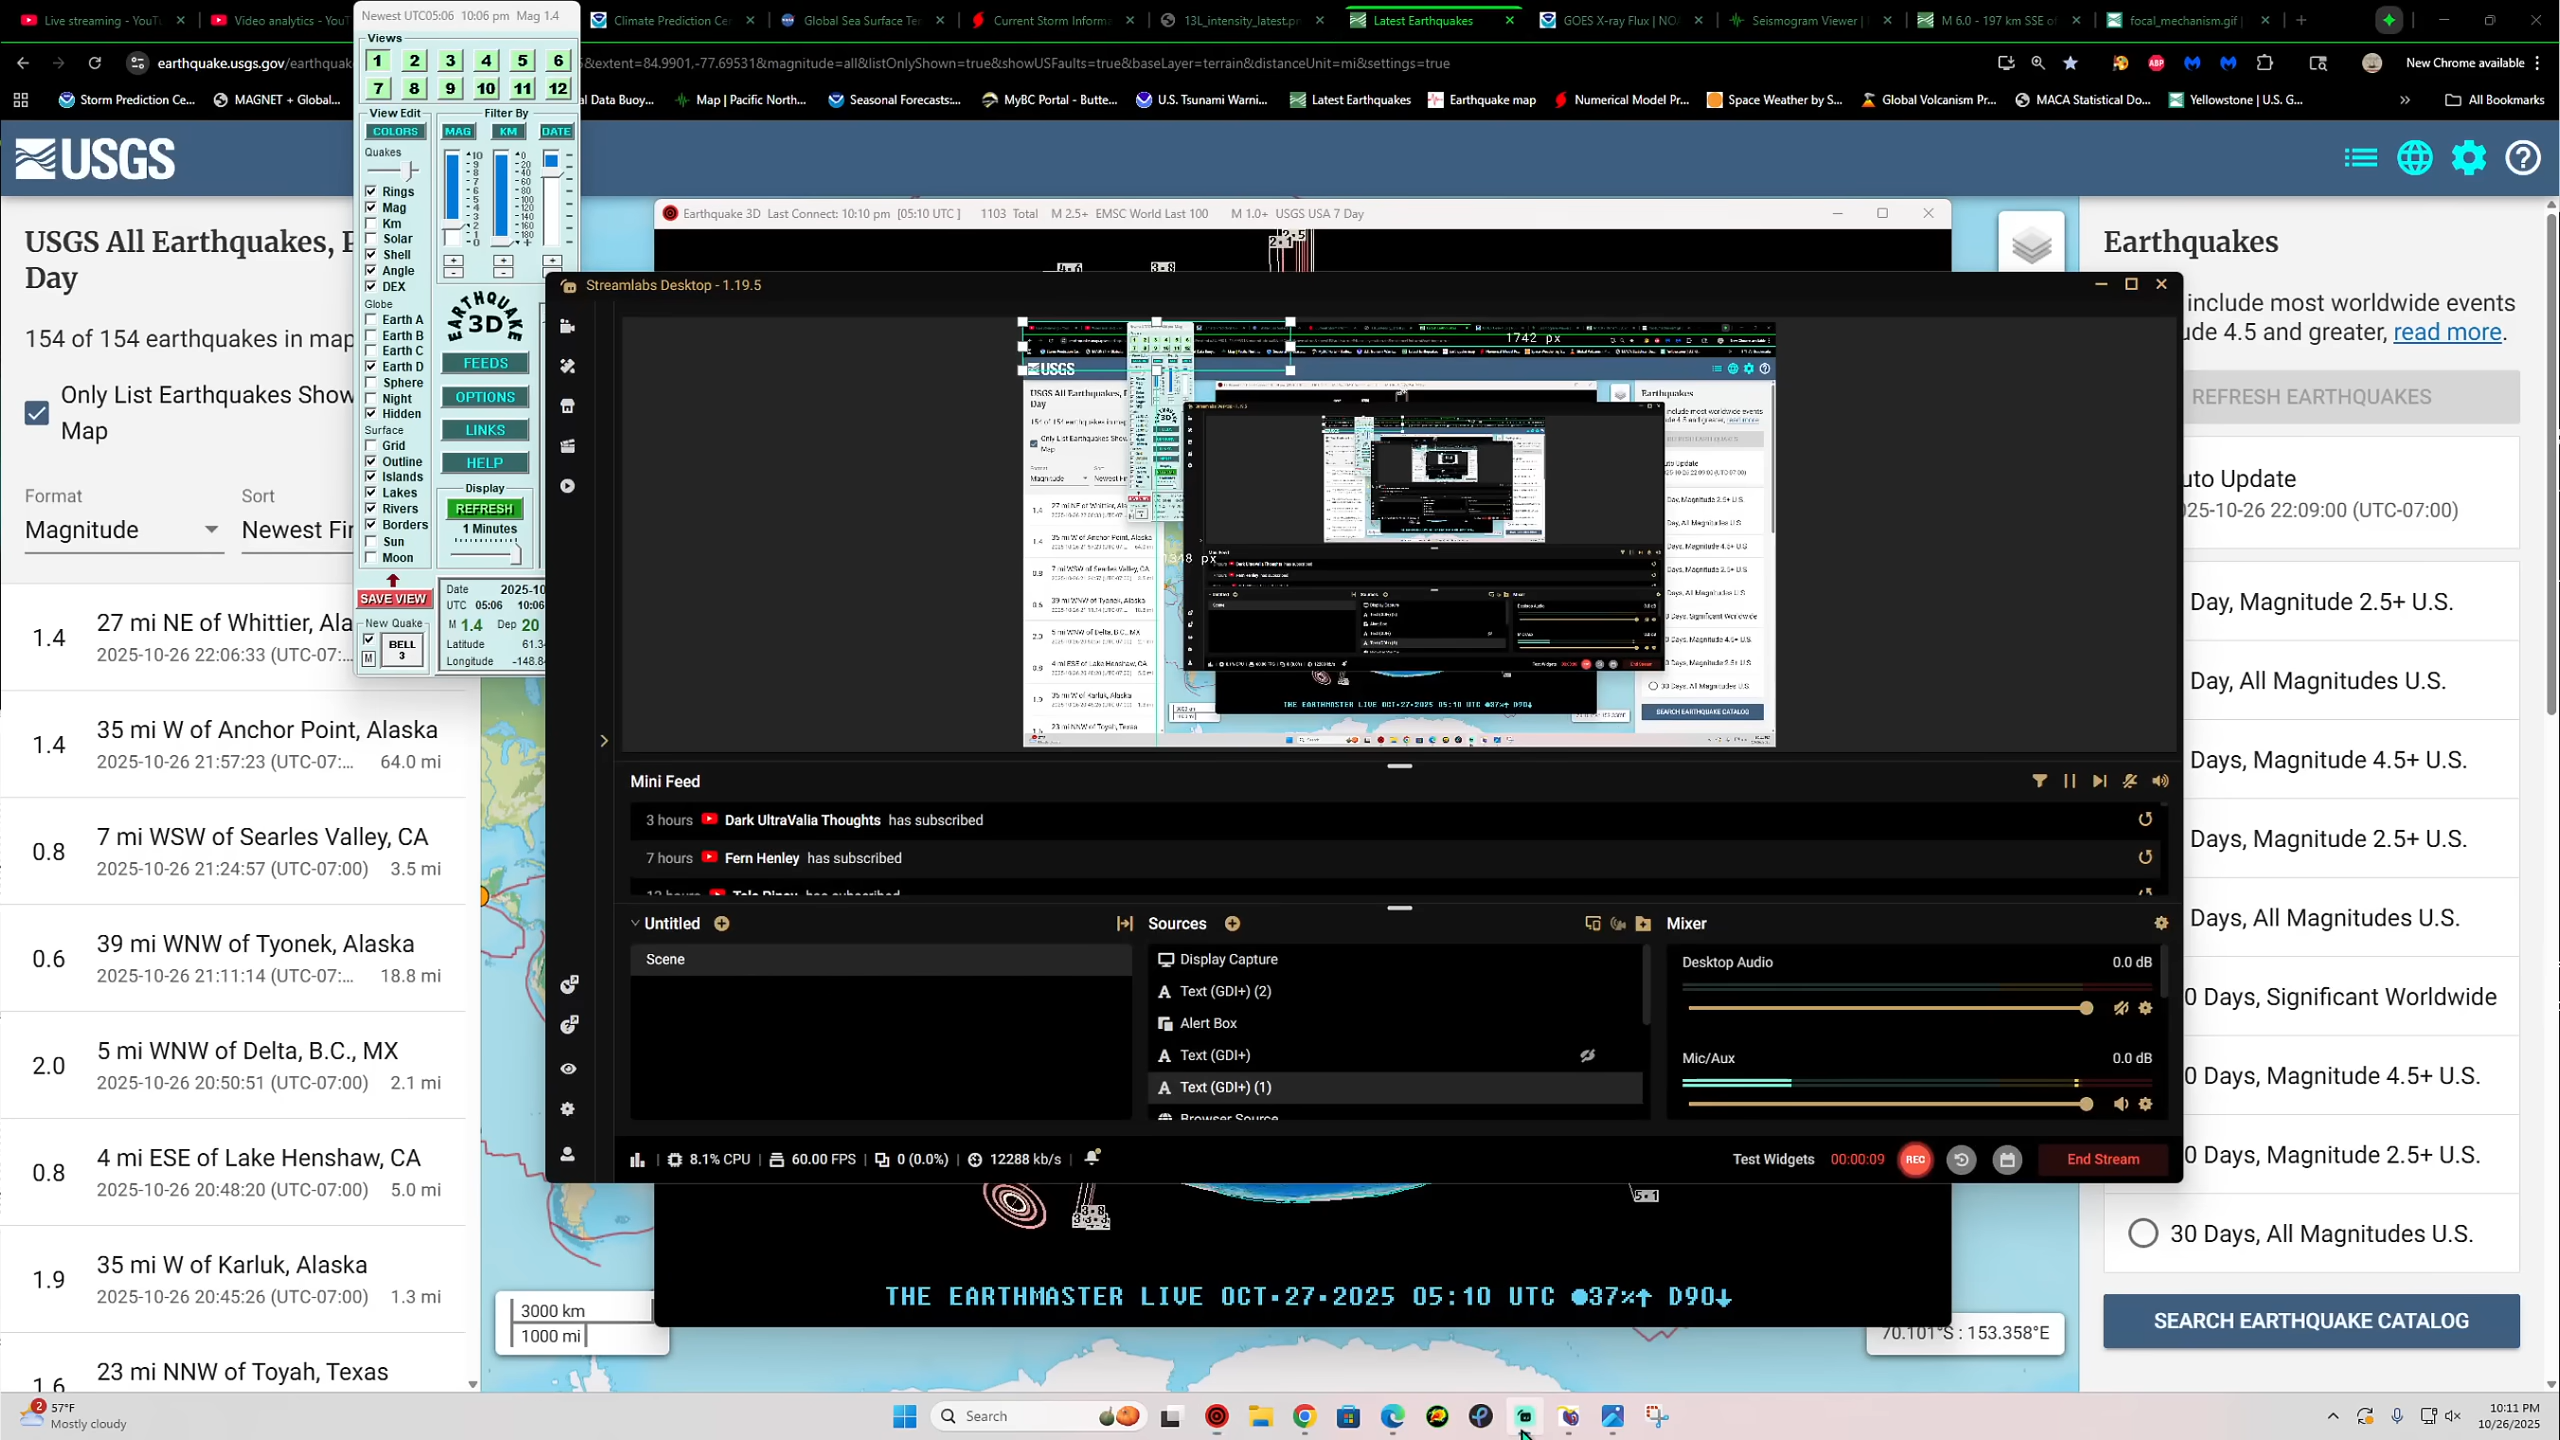 Live streaming - YouTu
Video analytics - YouTu
Newest UTC05:06 10:06 pm Mag 1.4
Climate Prediction Cen
Global Sea Surface Ter
Current Storm Informa
13L_intensity_latest.pn
Latest Earthquakes
GOES X-ray Flux | NOA
Seismogram Viewer |
M 6.0 - 197 km SSE of
focal_mechanism.gif
earthquake.usgs.gov/earthquak
&extent=84.9901,-77.69531&magnitude=all&listOnlyShown=true&showUSFaults=true&baseLayer=terrain&distanceUnit=mi&settings=true
ABP
New Chrome available
Storm Prediction Ce...
MAGNET + Global...
al Data Buoy...
Map | Pacific North...
Seasonal Forecasts:...
MyBC Portal - Butte...
U.S. Tsunami Warni...
Latest Earthquakes
Earthquake map
Numerical Model Pr...
Space Weather by S...
Global Volcanism Pr...
MACA Statistical Do...
Yellowstone | U.S. G...
All Bookmarks
Views
1 2 3 4 5 6
7 8 9 10 11 12
View Edit
Filter By
COLORS
MAG KM DATE
Quakes
Rings
Mag
Km
Solar
Shell
Angle
DEX
Globe
Earth A
Earth B
Earth C
Earth D
Sphere
Night
Hidden
Surface
Grid
Outline
Islands
Lakes
Rivers
Borders
Sun
Moon
SAVE VIEW
New Quake
M
BELL
3
EARTHQUAKE
3D
FEEDS
OPTIONS
LINKS
HELP
Display
REFRESH
1 Minutes
Date 2025-10
UTC 05:06 10:06
M 1.4 Dep 20
Latitude 61.3
Longitude -148.8
USGS
USGS All Earthquakes, P
Day
154 of 154 earthquakes in map
Only List Earthquakes Show
Map
Format
Magnitude
Sort
Newest Fir
1.4
27 mi NE of Whittier, Ala
2025-10-26 22:06:33 (UTC-07:...
1.4
35 mi W of Anchor Point, Alaska
2025-10-26 21:57:23 (UTC-07:... 64.0 mi
0.8
7 mi WSW of Searles Valley, CA
2025-10-26 21:24:57 (UTC-07:00) 3.5 mi
0.6
39 mi WNW of Tyonek, Alaska
2025-10-26 21:11:14 (UTC-07:... 18.8 mi
2.0
5 mi WNW of Delta, B.C., MX
2025-10-26 20:50:51 (UTC-07:00) 2.1 mi
0.8
4 mi ESE of Lake Henshaw, CA
2025-10-26 20:48:20 (UTC-07:00) 5.0 mi
1.9
35 mi W of Karluk, Alaska
2025-10-26 20:45:26 (UTC-07:00) 1.3 mi
1.6
23 mi NNW of Toyah, Texas
Earthquake 3D Last Connect: 10:10 pm [05:10 UTC ] 1103 Total M 2.5+ EMSC World Last 100 M 1.0+ USGS USA 7 Day
Streamlabs Desktop - 1.19.5
1742 px
1348 px
Mini Feed
3 hours Dark UltraValia Thoughts has subscribed
7 hours Fern Henley has subscribed
Untitled
Scene
Sources
Display Capture
Text (GDI+) (2)
Alert Box
Text (GDI+)
Text (GDI+) (1)
Browser Source
Mixer
Desktop Audio 0.0 dB
Mic/Aux 0.0 dB
8.1% CPU
60.00 FPS
0 (0.0%)
12288 kb/s
Test Widgets
00:00:09
REC
End Stream
5·1
THE EARTHMASTER LIVE OCT·27·2025 05:10 UTC ●37%↑ D90↓
3000 km
1000 mi
70.101°S : 153.358°E
Earthquakes
include most worldwide events
ude 4.5 and greater, read more.
REFRESH EARTHQUAKES
uto Update
25-10-26 22:09:00 (UTC-07:00)
Day, Magnitude 2.5+ U.S.
Day, All Magnitudes U.S.
Days, Magnitude 4.5+ U.S.
Days, Magnitude 2.5+ U.S.
Days, All Magnitudes U.S.
0 Days, Significant Worldwide
0 Days, Magnitude 4.5+ U.S.
0 Days, Magnitude 2.5+ U.S.
30 Days, All Magnitudes U.S.
SEARCH EARTHQUAKE CATALOG
2
57°F
Mostly cloudy
Search
10:11 PM
10/26/2025